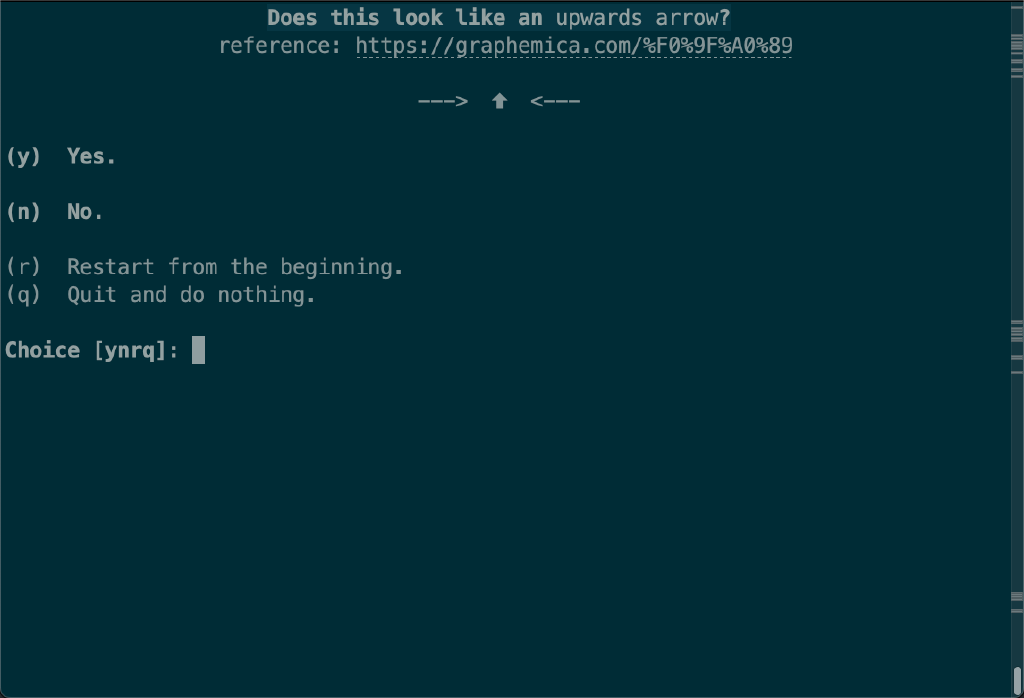 Does this look like an upwards arrow?
reference: https://graphemica.com/%F0%9F%A0%89
---> 🠉 <---
(y) Yes.
(n) No.
(r) Restart from the beginning.
(q) Quit and do nothing.
Choice [ynrq]: